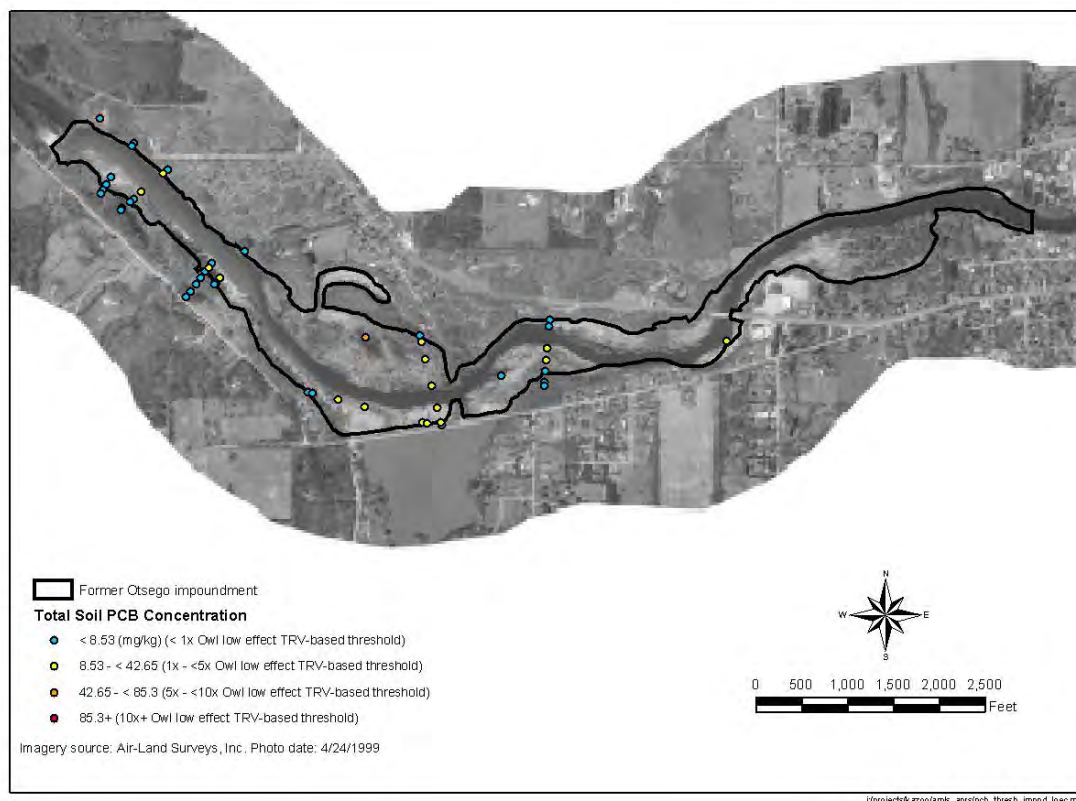 Former Otsego impoundment
Total Soil PCB Concentration
< 8.53 (mg/kg) (< 1x Owl low effect TRV-based threshold)
8.53 - < 42.65 (1x - <5x Owl low effect TRV-based threshold)
42.65 - < 85.3 (5x - <10x Owl low effect TRV-based threshold)
85.3+ (10x+ Owl low effect TRV-based threshold)
Imagery source: Air-Land Surveys, Inc. Photo date: 4/24/1999
N
W E
S
0 500 1,000 1,500 2,000 2,500
Feet